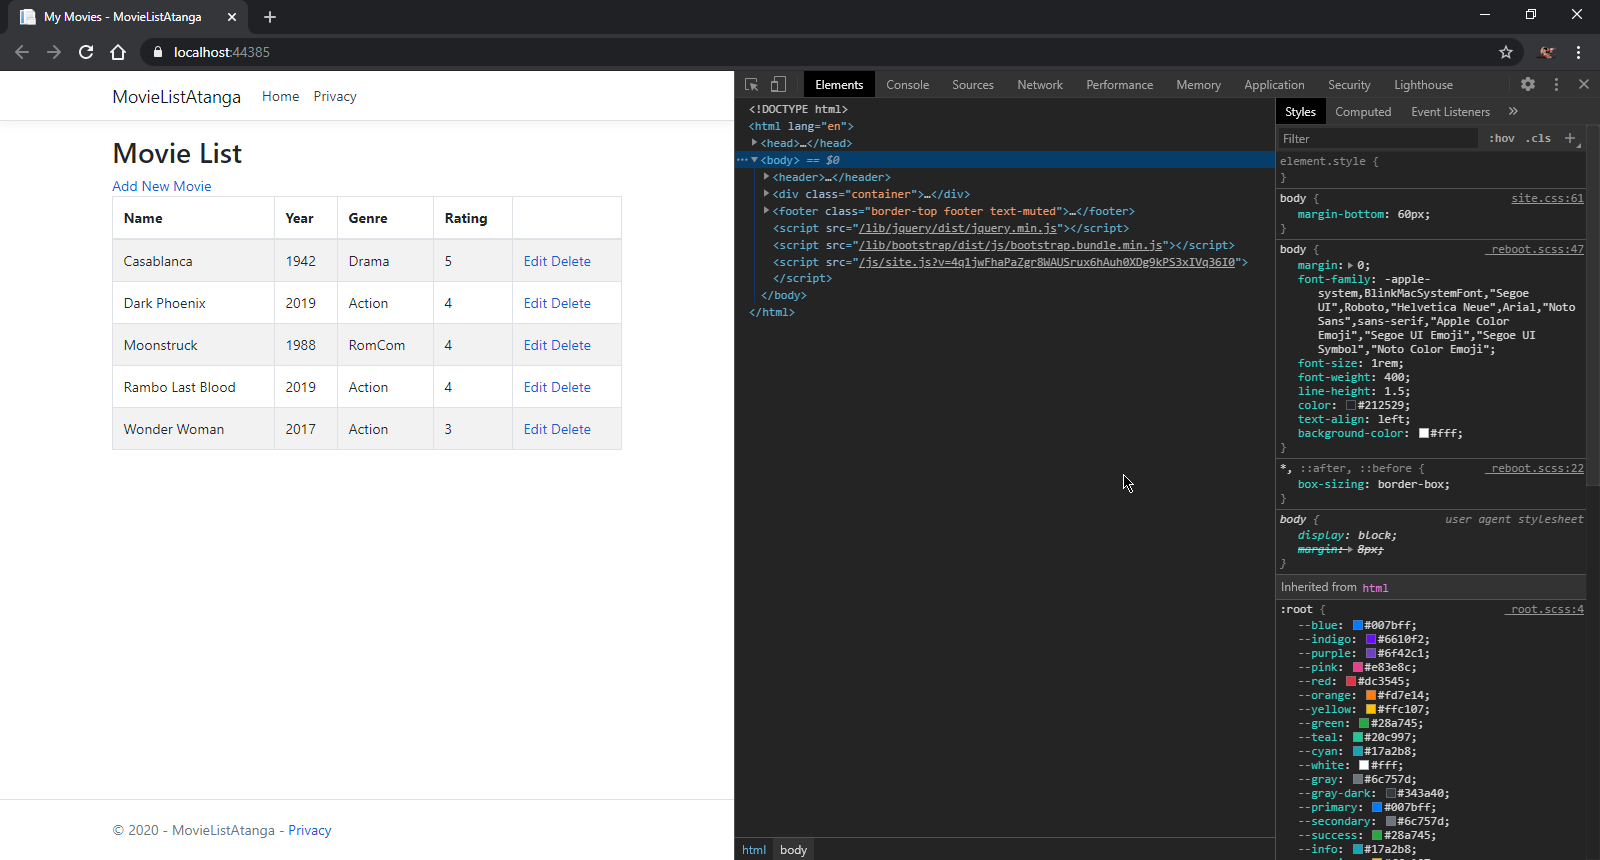 My Movies - MovieListAtanga
localhost:44385
MovieListAtanga Home Privacy
Movie List
Add New Movie
Name Year Genre Rating
Casablanca 1942 Drama 5 Edit Delete
Dark Phoenix 2019 Action 4 Edit Delete
Moonstruck 1988 RomCom 4 Edit Delete
Rambo Last Blood 2019 Action 4 Edit Delete
Wonder Woman 2017 Action 3 Edit Delete
© 2020 - MovieListAtanga - Privacy
Elements Console Sources Network Performance Memory Application Security Lighthouse
<!DOCTYPE html>
<html lang="en">
<head>…</head>
<body> == $0
<header>…</header>
<div class="container">…</div>
<footer class="border-top footer text-muted">…</footer>
<script src="/lib/jquery/dist/jquery.min.js"></script>
<script src="/lib/bootstrap/dist/js/bootstrap.bundle.min.js"></script>
<script src="/js/site.js?v=4q1jwFhaPaZgr8WAUSrux6hAuh0XDg9kPS3xIVq36I0">
</script>
</body>
</html>
html body
Styles Computed Event Listeners »
Filter :hov .cls +
element.style {
}
body { site.css:61
margin-bottom: 60px;
}
body { _reboot.scss:47
margin: 0;
font-family: -apple-
system,BlinkMacSystemFont,"Segoe
UI",Roboto,"Helvetica Neue",Arial,"Noto
Sans",sans-serif,"Apple Color
Emoji","Segoe UI Emoji","Segoe UI
Symbol","Noto Color Emoji";
font-size: 1rem;
font-weight: 400;
line-height: 1.5;
color: #212529;
text-align: left;
background-color: #fff;
}
*, ::after, ::before { _reboot.scss:22
box-sizing: border-box;
}
body { user agent stylesheet
display: block;
margin: 8px;
}
Inherited from html
:root { _root.scss:4
--blue: #007bff;
--indigo: #6610f2;
--purple: #6f42c1;
--pink: #e83e8c;
--red: #dc3545;
--orange: #fd7e14;
--yellow: #ffc107;
--green: #28a745;
--teal: #20c997;
--cyan: #17a2b8;
--white: #fff;
--gray: #6c757d;
--gray-dark: #343a40;
--primary: #007bff;
--secondary: #6c757d;
--success: #28a745;
--info: #17a2b8;